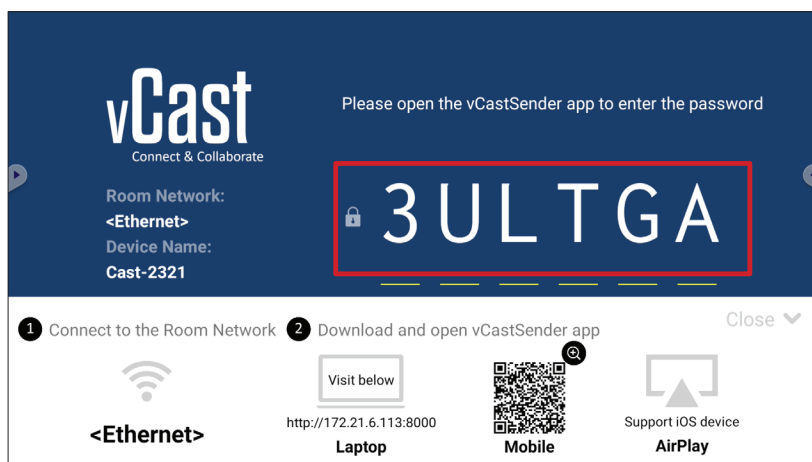 vCast
Connect & Collaborate
Please open the vCastSender app to enter the password
Room Network:
<Ethernet>
Device Name:
Cast-2321
3ULTGA
1 Connect to the Room Network
2 Download and open vCastSender app
Close
<Ethernet>
Visit below
http://172.21.6.113:8000
Laptop
Mobile
Support iOS device
AirPlay